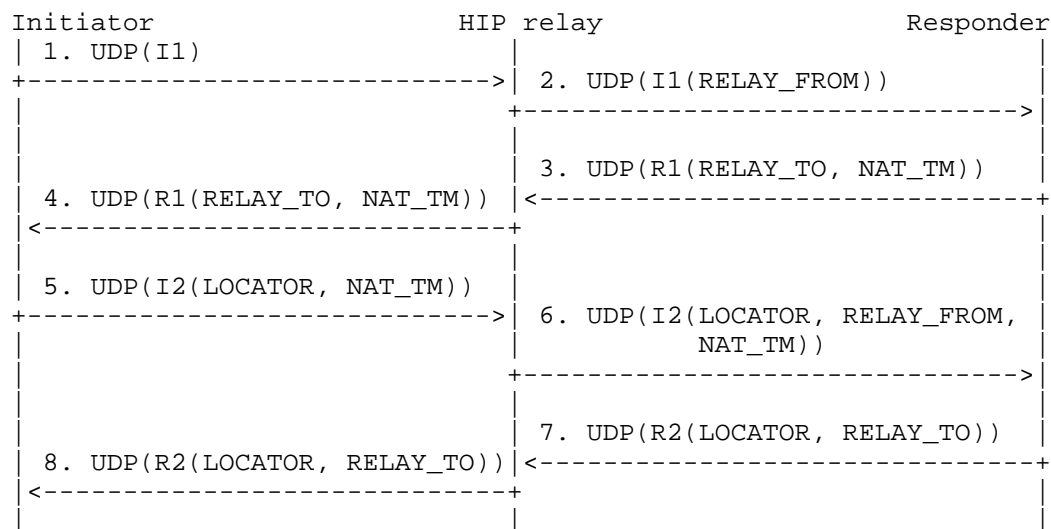 Initiator HIP relay Responder
1. UDP(I1)
2. UDP(I1(RELAY_FROM))
3. UDP(R1(RELAY_TO, NAT_TM))
4. UDP(R1(RELAY_TO, NAT_TM))
5. UDP(I2(LOCATOR, NAT_TM))
6. UDP(I2(LOCATOR, RELAY_FROM,
NAT_TM))
7. UDP(R2(LOCATOR, RELAY_TO))
8. UDP(R2(LOCATOR, RELAY_TO))